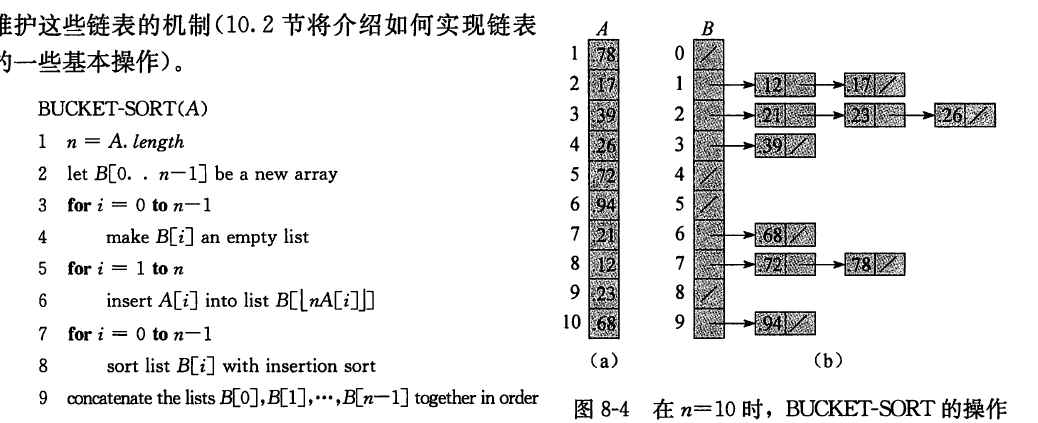 维护这些链表的机制(10.2节将介绍如何实现链表
的一些基本操作)。
BUCKET-SORT(A)
1 n = A. length
2 let B[0. . n-1] be a new array
3 for i = 0 to n-1
4 make B[i] an empty list
5 for i = 1 to n
6 insert A[i] into list B[⌊nA[i]⌋]
7 for i = 0 to n-1
8 sort list B[i] with insertion sort
9 concatenate the lists B[0],B[1],⋯,B[n-1] together in order
A B
1 .78 0 /
2 .17 1 .12 .17 /
3 .39 2 .21 .23 .26 /
4 .26 3 .39 /
5 .72 4 /
6 .94 5 /
7 .21 6 .68 /
8 .12 7 .72 .78 /
9 .23 8 /
10 .68 9 .94 /
(a) (b)
图 8-4 在 n=10 时，BUCKET-SORT 的操作